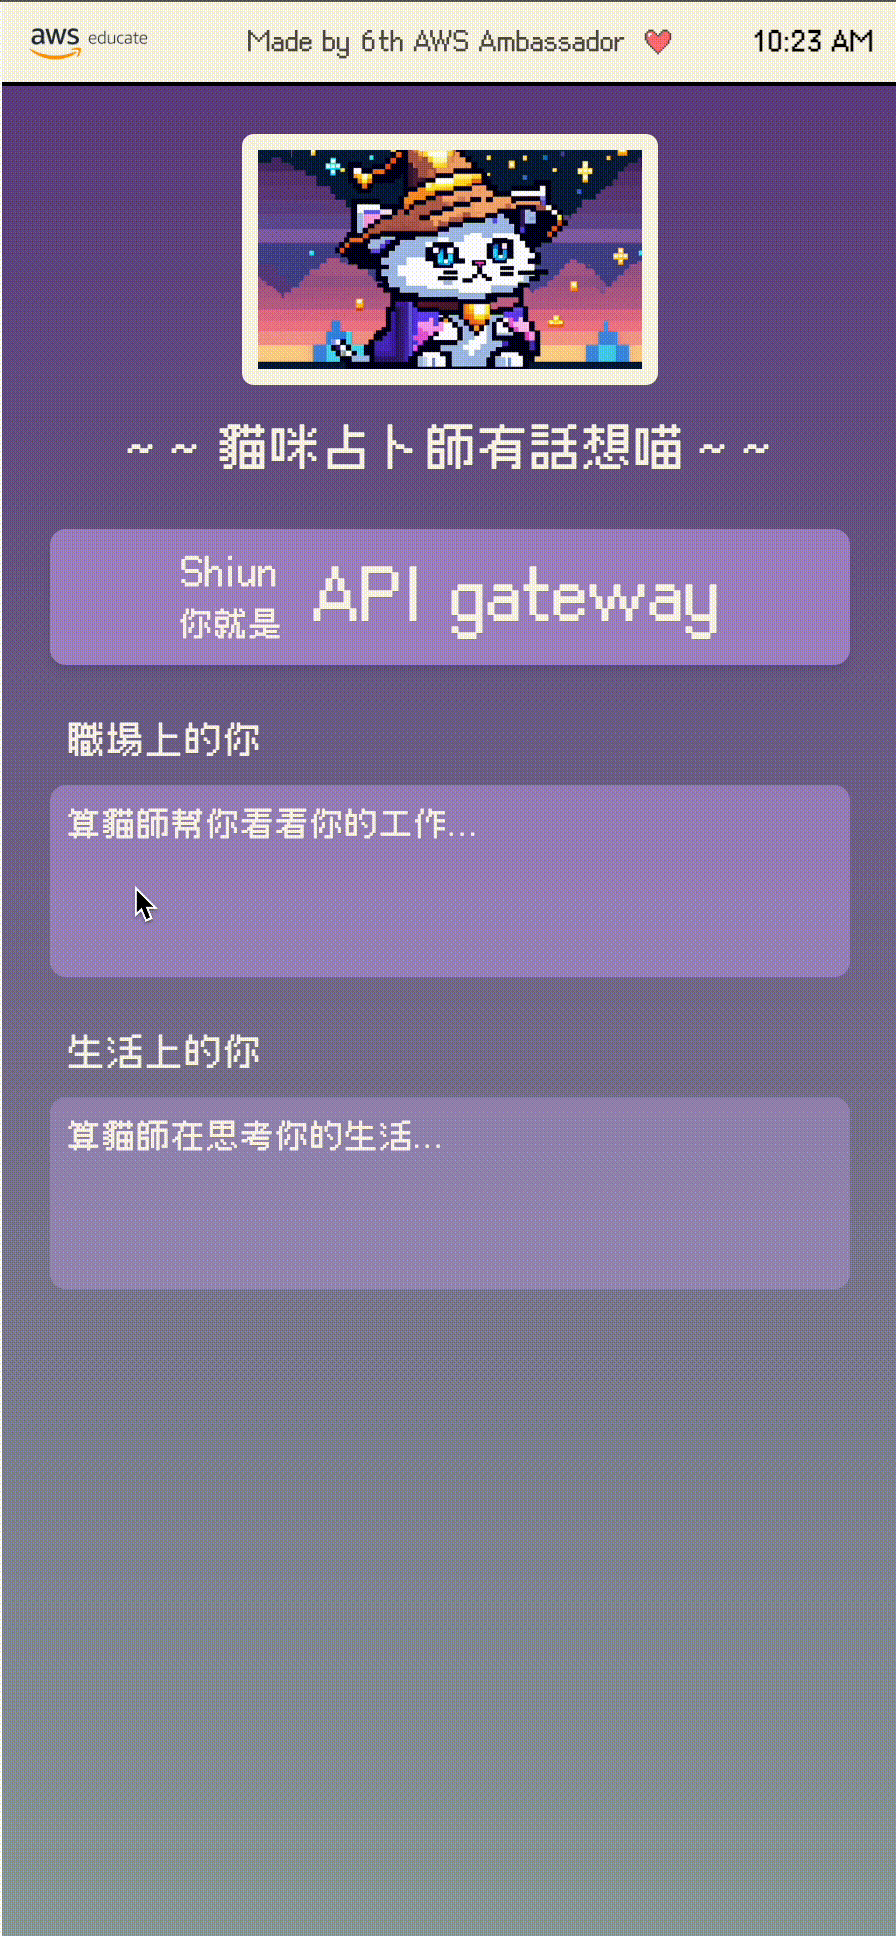 aws educate
Made by 6th AWS Ambassador ❤️
10:23 AM
~ ~ 貓咪占卜師有話想喵 ~ ~
Shiun
你就是
API gateway
職場上的你
算貓師幫你看看你的工作...
生活上的你
算貓師在思考你的生活...